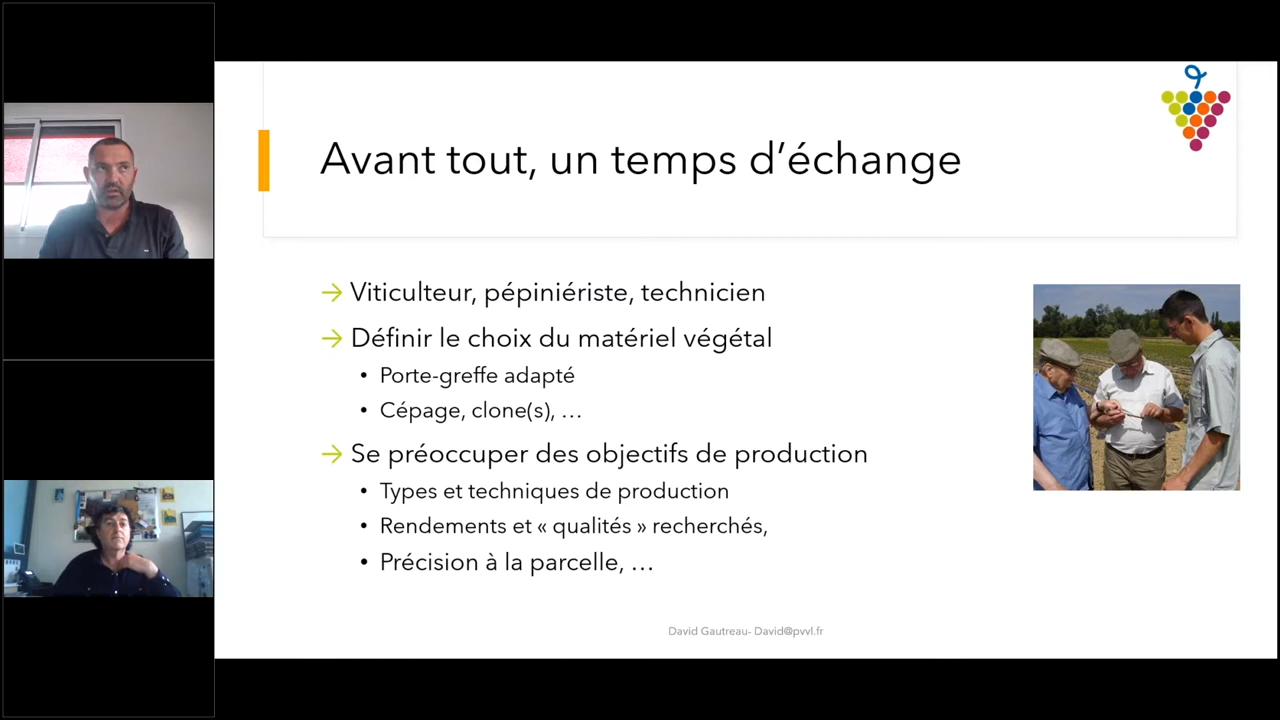 Avant tout, un temps d’échange
→ Viticulteur, pépiniériste, technicien
→ Définir le choix du matériel végétal
• Porte-greffe adapté
• Cépage, clone(s), …
→ Se préoccuper des objectifs de production
• Types et techniques de production
• Rendements et « qualités » recherchés,
• Précision à la parcelle, …
David Gautreau- David@pvvl.fr